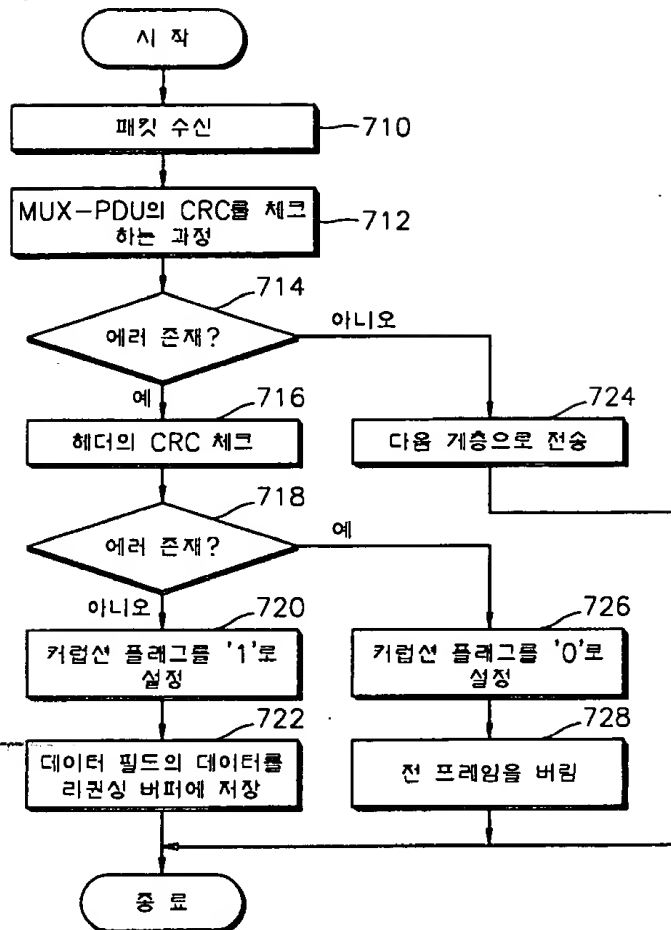 시 작
패킷 수신
710
MUX-PDU의 CRC를 체크
하는 과정
712
714
에러 존재?
아니오
예
716
헤더의 CRC 체크
724
다음 계층으로 전송
718
에러 존재?
예
아니오
720
커럽션 플래그를 '1'로
설정
726
커럽션 플래그를 '0'로
설정
722
데이터 필드의 데이터를
리퀀싱 버퍼에 저장
728
전 프레임을 버림
종 료